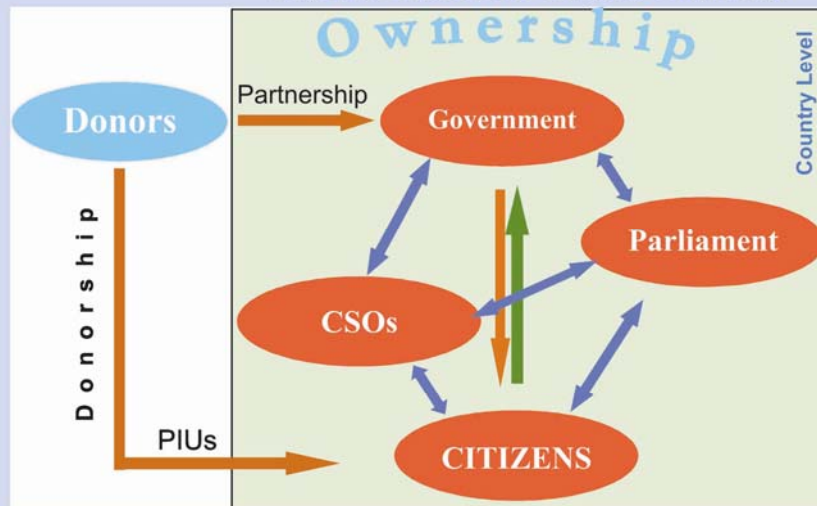 Ownership
Country Level
Partnership
Donors
Government
Donorship
Parliament
CSOs
PIUs
CITIZENS